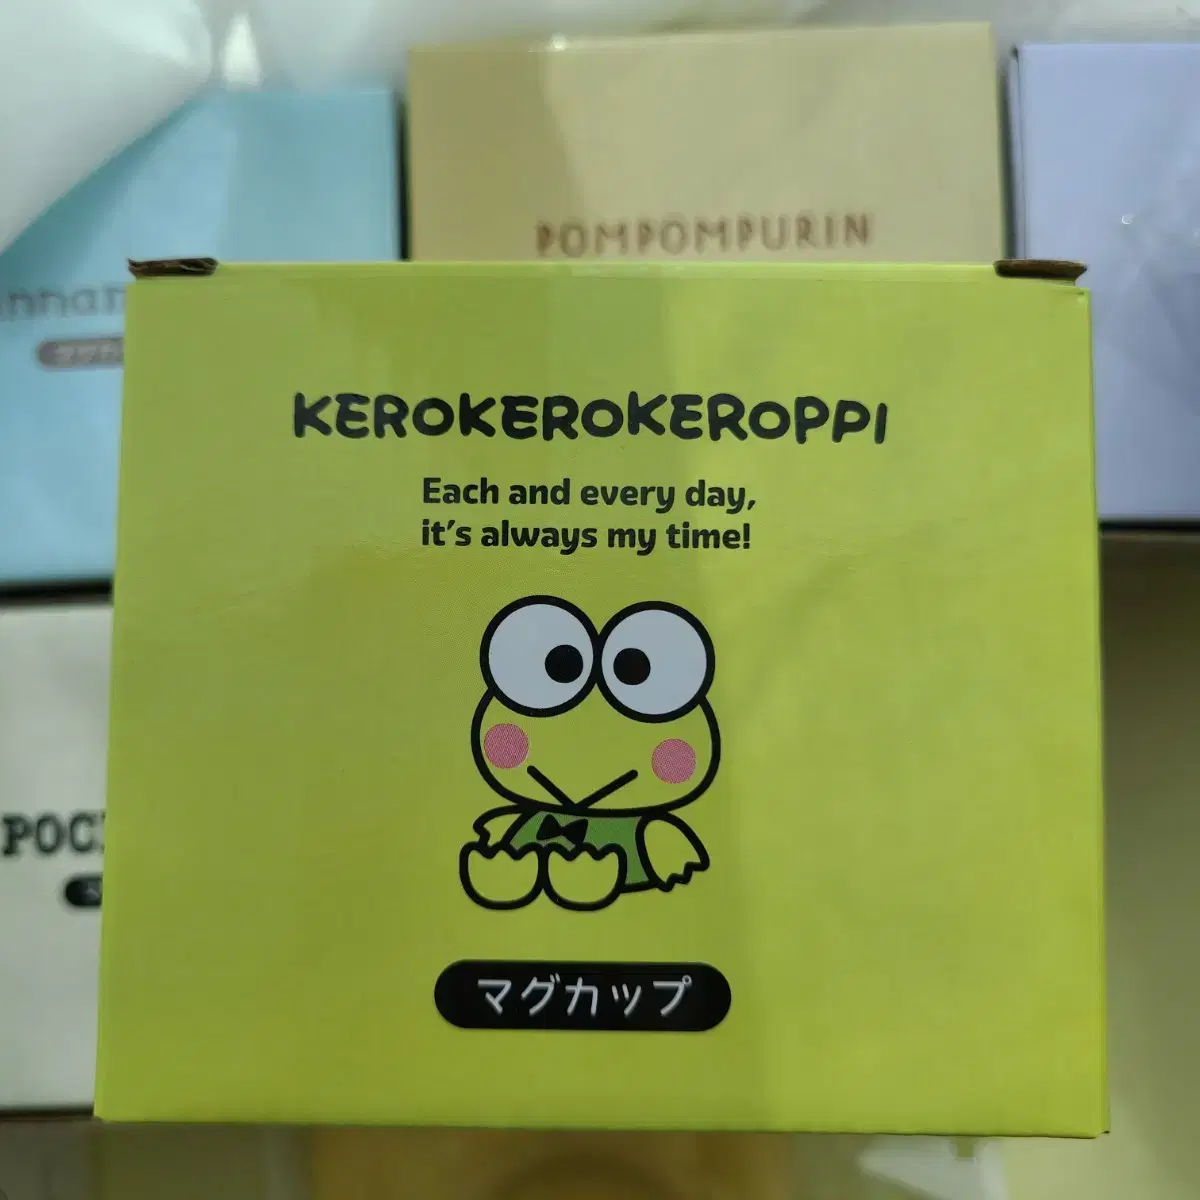 POMPOMPURIN
KEROKEROKEROPPI
Each and every day,
it's always my time!
マグカップ